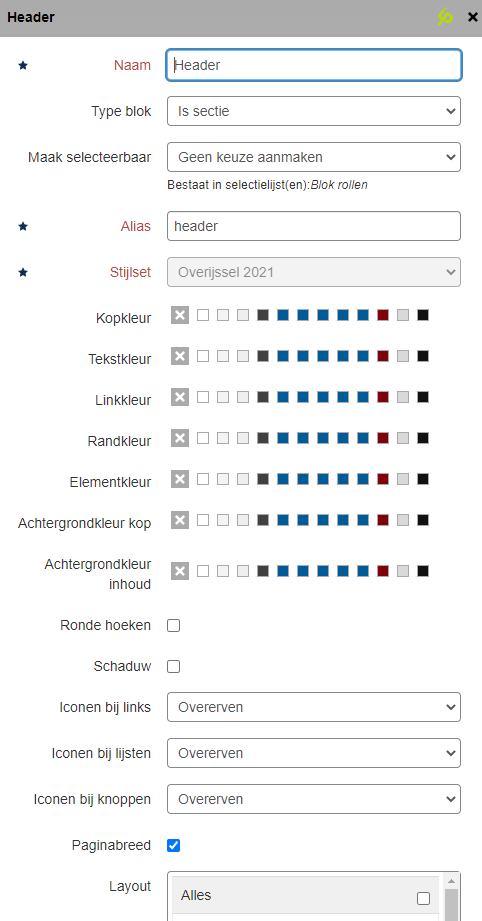 Header
Naam
Header
Type blok
Is sectie
Maak selecteerbaar
Geen keuze aanmaken
Bestaat in selectielijst(en):Blok rollen
Alias
header
Stijlset
Overijssel 2021
Kopkleur
Tekstkleur
Linkkleur
Randkleur
Elementkleur
Achtergrondkleur kop
Achtergrondkleur
inhoud
Ronde hoeken
Schaduw
Iconen bij links
Overerven
Iconen bij lijsten
Overerven
Iconen bij knoppen
Overerven
Paginabreed
Layout
Alles